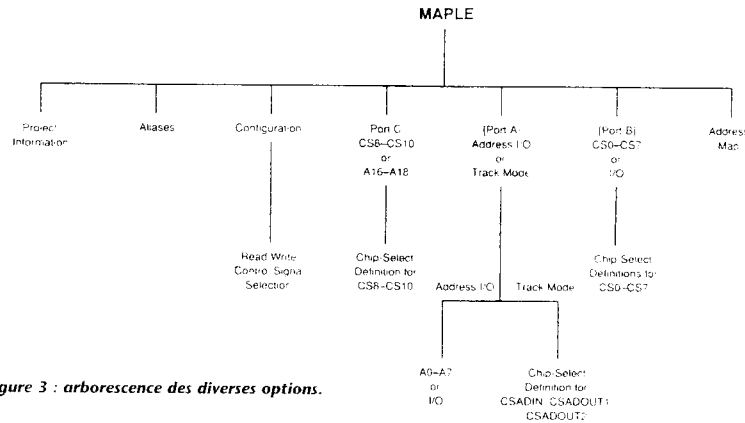 MAPLE
Project
Information
Aliases
Configuration
Port C
CS8–CS10
or
A16–A18
(Port A)
Address I/O
or
Track Mode
(Port B)
CS0–CS7
or
I/O
Address
Map
Read Write
Control Signal
Selection
Chip-Select
Definition for
CS8–CS10
Address I/O
Track Mode
Chip Select
Definitions for
CS0–CS7
A0–A7
or
I/O
Chip-Select
Definition for
CSADIN CSADOUT1
CSADOUT2
gure 3 : arborescence des diverses options.